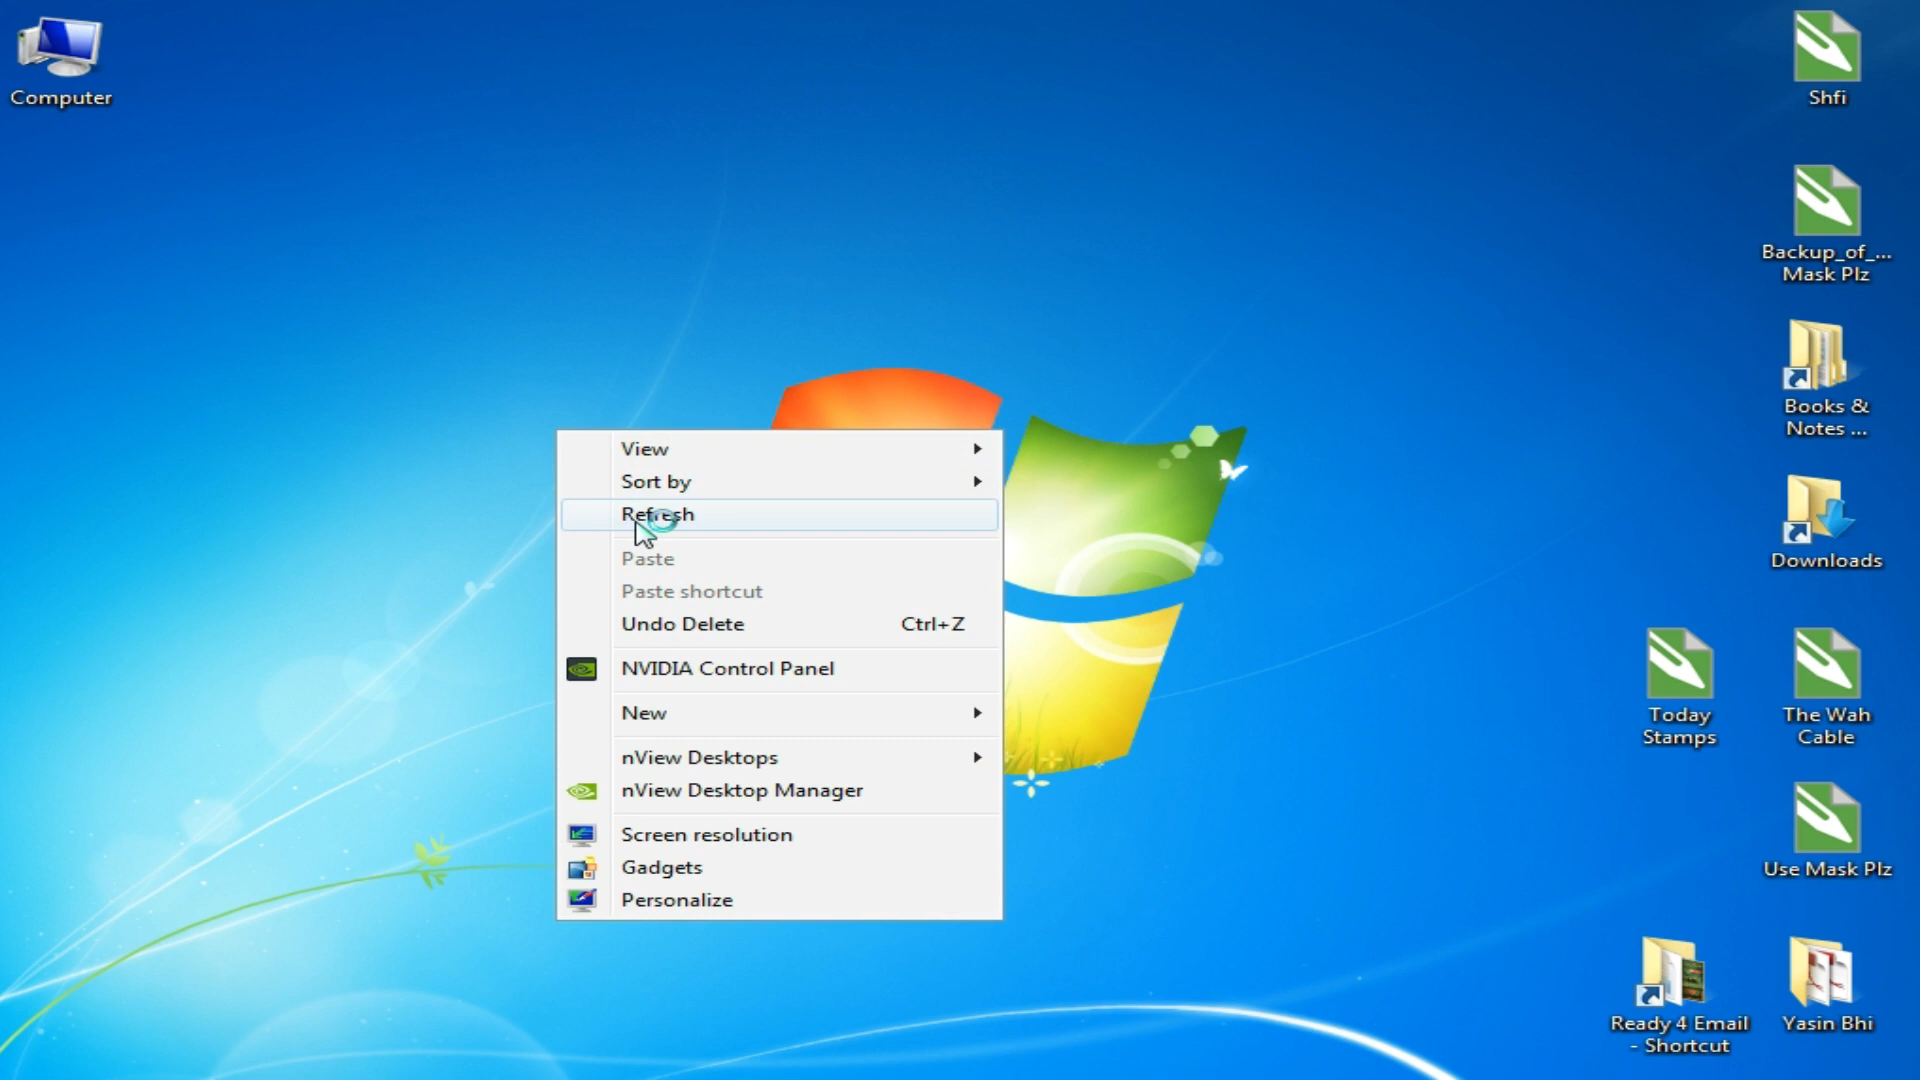 Computer
Shfi
Backup_of_...
Mask Plz
Books &
Notes ...
Downloads
Today
Stamps
The Wah
Cable
Use Mask Plz
Ready 4 Email
- Shortcut
Yasin Bhi
View
Sort by
Refresh
Paste
Paste shortcut
Undo Delete Ctrl+Z
NVIDIA Control Panel
New
nView Desktops
nView Desktop Manager
Screen resolution
Gadgets
Personalize